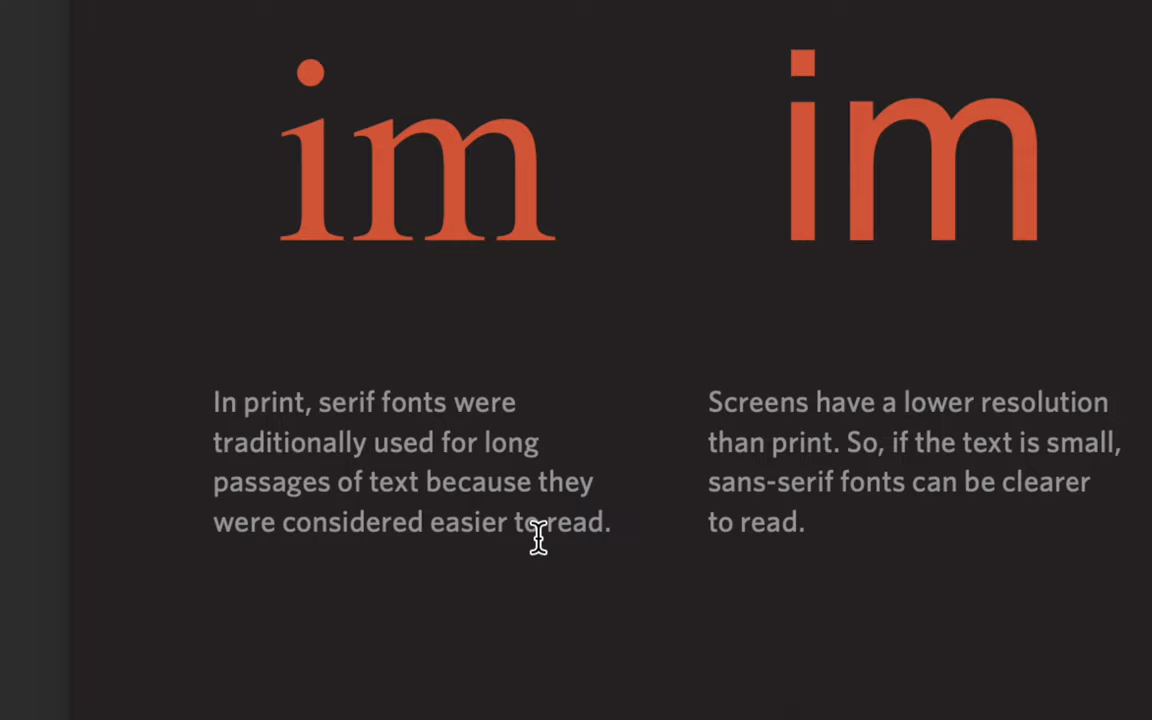 im
im
In print, serif fonts were
traditionally used for long
passages of text because they
were considered easier to read.
Screens have a lower resolution
than print. So, if the text is small,
sans-serif fonts can be clearer
to read.